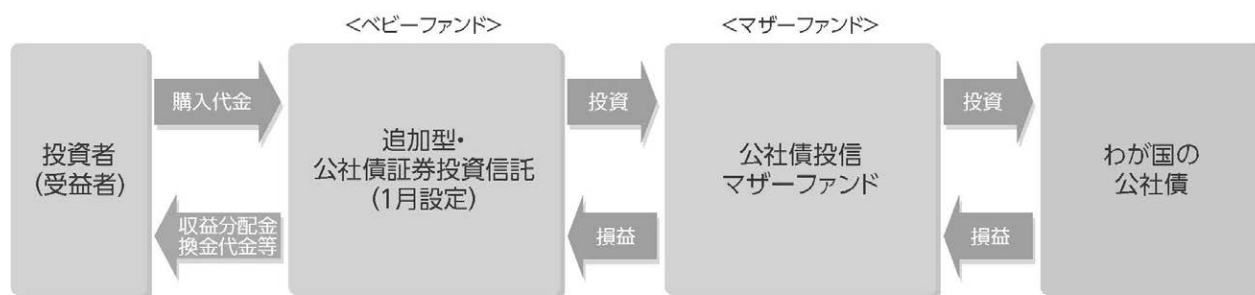 <ベビーファンド>
<マザーファンド>
投資者
(受益者)
購入代金
収益分配金
換金代金等
追加型・
公社債証券投資信託
(1月設定)
投資
損益
公社債投信
マザーファンド
投資
損益
わが国の
公社債